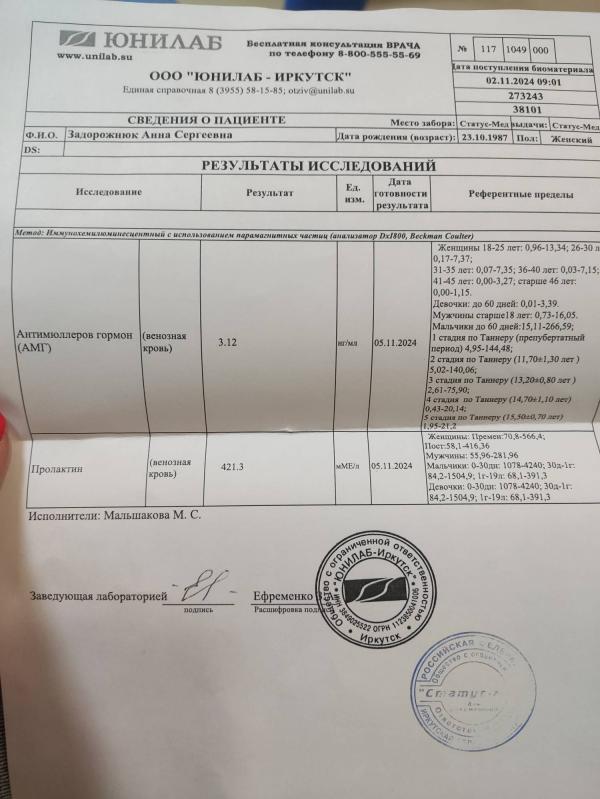 ЮНИЛАБ
www.unilab.su
Бесплатная консультация ВРАЧА
по телефону 8-800-555-55-69
№ 117 1049 000
Дата поступления биоматериала
02.11.2024 09:01
273243
38101
ООО "ЮНИЛАБ - ИРКУТСК"
Единая справочная 8 (3955) 58-15-85; otziv@unilab.su
СВЕДЕНИЯ О ПАЦИЕНТЕ
Место забора: Статус-Мед выдачи: Статус-Мед
Ф.И.О. Задорожнюк Анна Сергеевна Дата рождения (возраст): 23.10.1987 Пол: Женский
DS:
РЕЗУЛЬТАТЫ ИССЛЕДОВАНИЙ
Исследование Результат Ед. изм. Дата готовности результата Референтные пределы
Метод: Иммунохемилюминесцентный с использованием парамагнитных частиц (анализатор DxI800, Beckman Coulter)
Антимюллеров гормон (АМГ) (венозная кровь) 3.12 нг/мл 05.11.2024
Женщины 18-25 лет: 0,96-13,34; 26-30 л
0,17-7,37;
31-35 лет: 0,07-7,35; 36-40 лет: 0,03-7,15;
41-45 лет: 0,00-3,27; старше 46 лет:
0,00-1,15.
Девочки: до 60 дней: 0,01-3,39.
Мужчины старше18 лет: 0,73-16,05.
Мальчики до 60 дней:15,11-266,59;
1 стадия по Таннеру (препубертатный
период) 4,95-144,48;
2 стадия по Таннеру (11,70±1,30 лет )
5,02-140,06;
3 стадия по Таннеру (13,20±0,80 лет )
2,61-75,90;
4 стадия по Таннеру (14,70±1,10 лет)
0,43-20,14;
5 стадия по Таннеру (15,50±0,70 лет)
1,95-21,2
Пролактин (венозная кровь) 421.3 мМЕ/л 05.11.2024
Женщины: Премен:70,8-566,4;
Пост:58,1-416,36
Мужчины: 55,96-281,96
Мальчики: 0-30дн: 1078-4240; 30д-1г:
84,2-1504,9; 1г-19л: 68,1-391,3
Девочки: 0-30дн: 1078-4240; 30д-1г:
84,2-1504,9; 1г-19л: 68,1-391,3
Исполнители: Мальшакова М. С.
Заведующая лабораторией Ефременко
подпись Расшифровка подписи
Общество с ограниченной ответственностью
"ЮНИЛАБ-Иркутск"
ИНН 3849025522 ОГРН 1123850041006
Иркутск
РОССИЙСКАЯ
Общество с
"Статус-